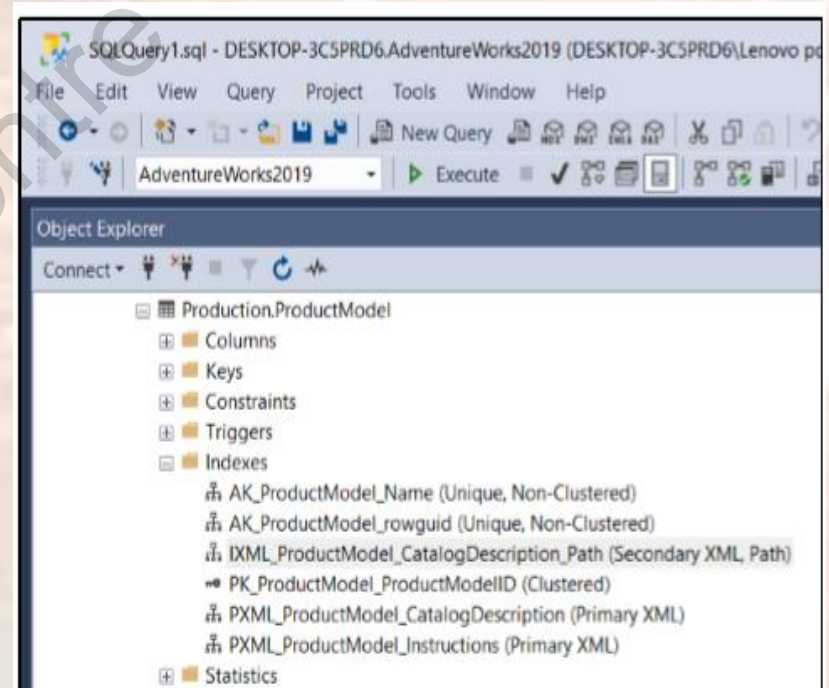 SQLQuery1.sql - DESKTOP-3C5PRD6.AdventureWorks2019 (DESKTOP-3C5PRD6\Lenovo
File Edit View Query Project Tools Window Help
New Query
AdventureWorks2019 Execute
Object Explorer
Connect
Production.ProductModel
Columns
Keys
Constraints
Triggers
Indexes
AK_ProductModel_Name (Unique, Non-Clustered)
AK_ProductModel_rowguid (Unique, Non-Clustered)
IXML_ProductModel_CatalogDescription_Path (Secondary XML, Path)
PK_ProductModel_ProductModelID (Clustered)
PXML_ProductModel_CatalogDescription (Primary XML)
PXML_ProductModel_Instructions (Primary XML)
Statistics